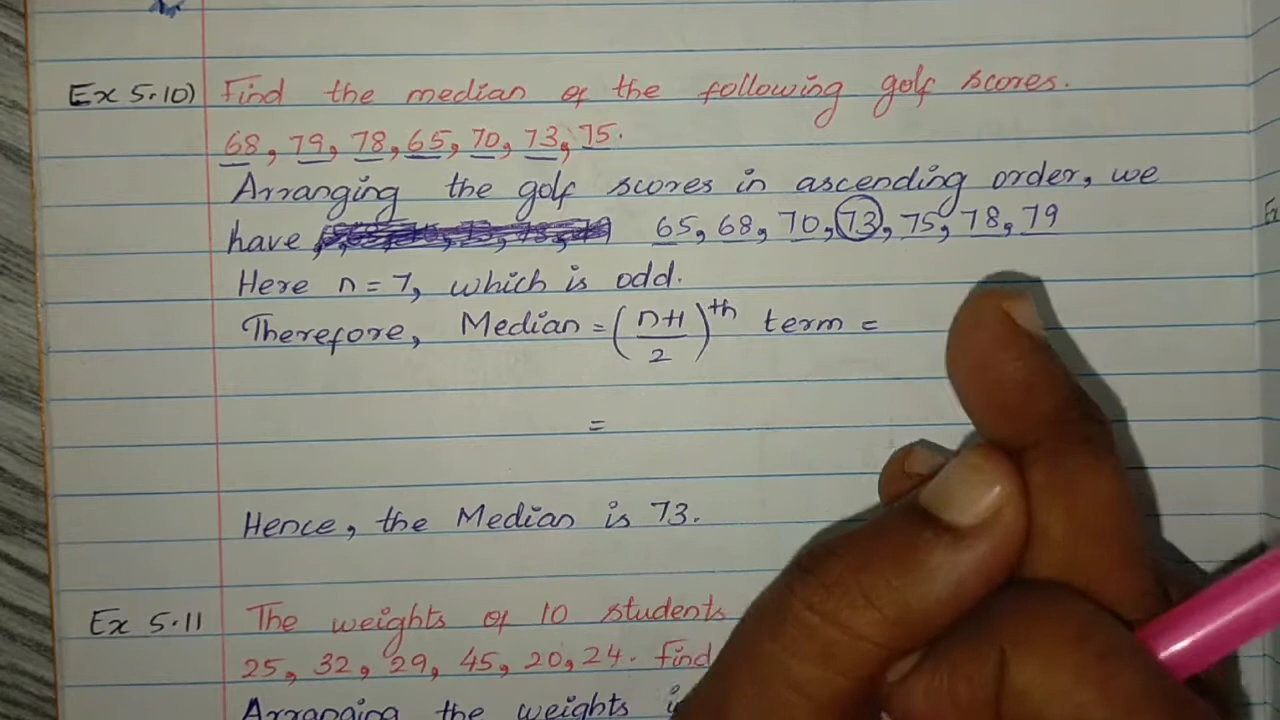 Ex 5.10) Find the median of the following golf scores.
68, 79, 78, 65, 70, 73, 75.
Arranging the golf scores in ascending order, we
have, 65, 68, 70, 73, 75, 78, 79
Here n = 7, which is odd.
Therefore, Median = (n+1/2)th term =
=
Hence, the Median is 73.
Ex 5.11 The weights of 10 students
25, 32, 29, 45, 20, 24. Find
Arranging the weights